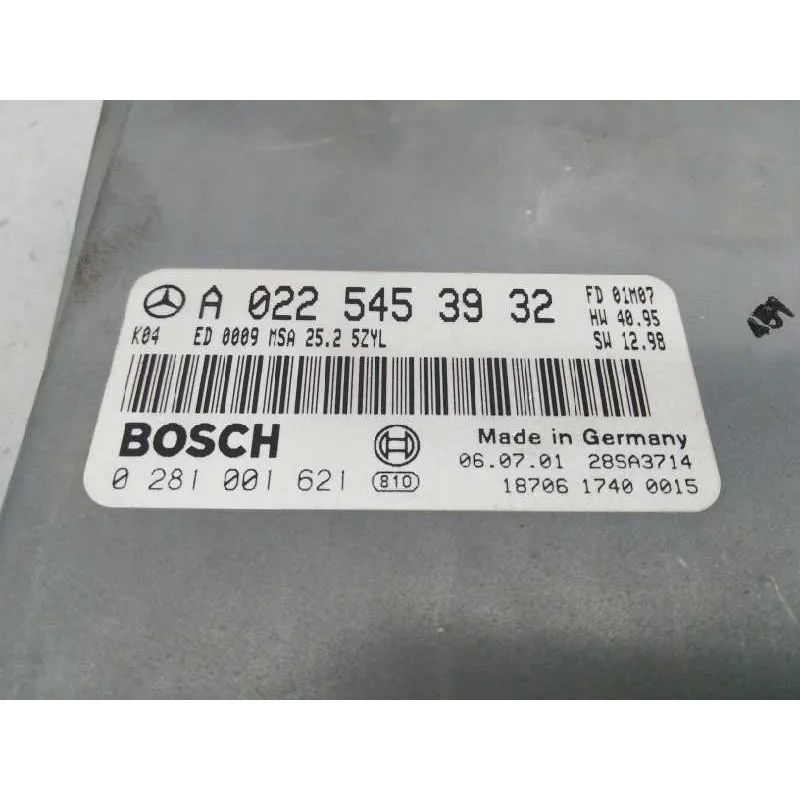 A 022 545 39 32 FD 01M07
HW 40.95
K04 ED 0009 MSA 25.2 5ZYL SW 12.98
BOSCH Made in Germany
06.07.01 28SA3714
0 281 001 621 810
18706 1740 0015